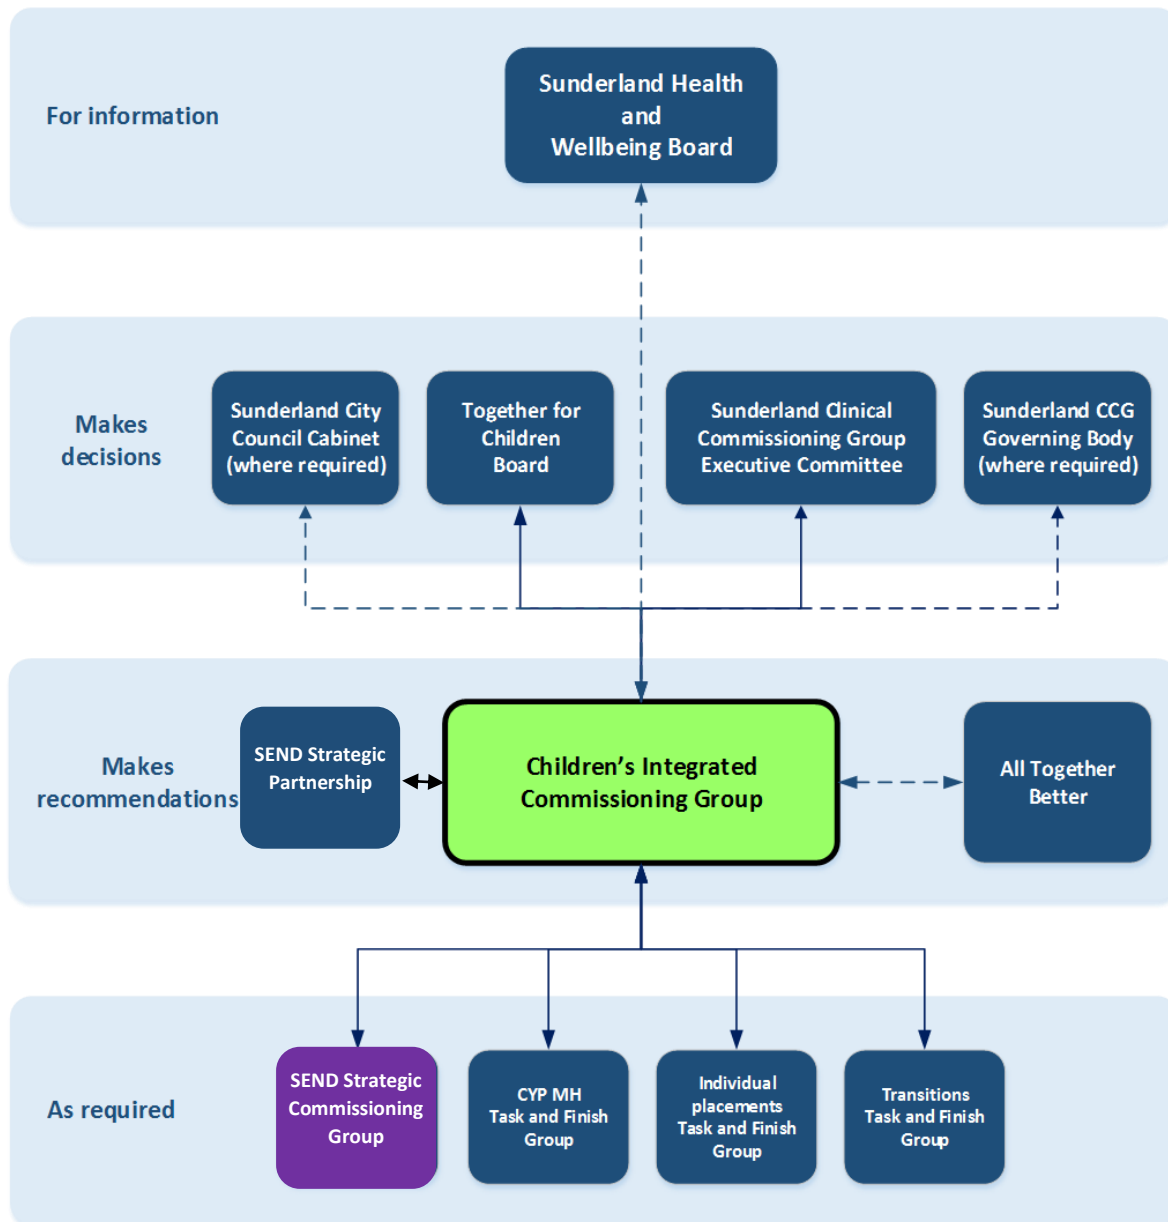 For information
Sunderland Health
and
Wellbeing Board
Makes
decisions
Sunderland City
Council Cabinet
(where required)
Together for
Children
Board
Sunderland Clinical
Commissioning Group
Executive Committee
Sunderland CCG
Governing Body
(where required)
Makes
recommendations
SEND Strategic
Partnership
Children’s Integrated
Commissioning Group
All Together
Better
As required
SEND Strategic
Commissioning
Group
CYP MH
Task and Finish
Group
Individual
placements
Task and Finish
Group
Transitions
Task and Finish
Group